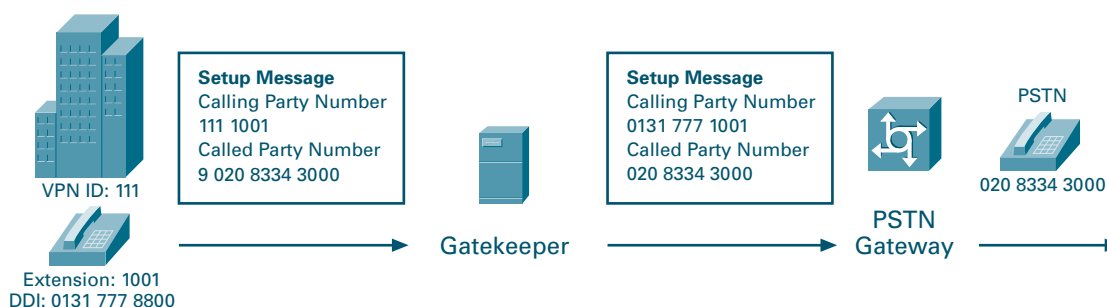 VPN ID: 111
Extension: 1001
DDI: 0131 777 8800
Setup Message
Calling Party Number
111 1001
Called Party Number
9 020 8334 3000
Gatekeeper
Setup Message
Calling Party Number
0131 777 1001
Called Party Number
020 8334 3000
PSTN
Gateway
PSTN
020 8334 3000